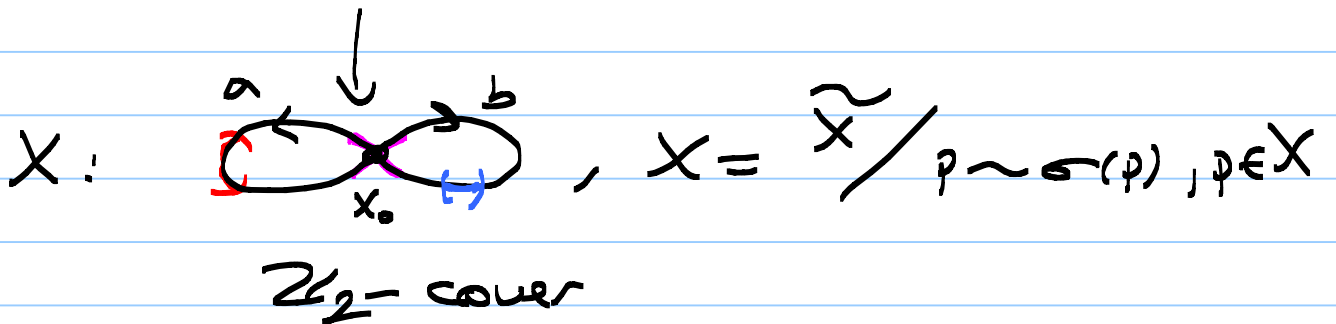 a b
X: x₀ , X = X̃ / p ~ σ(p), p ∈ X
ℤ₂ - cover